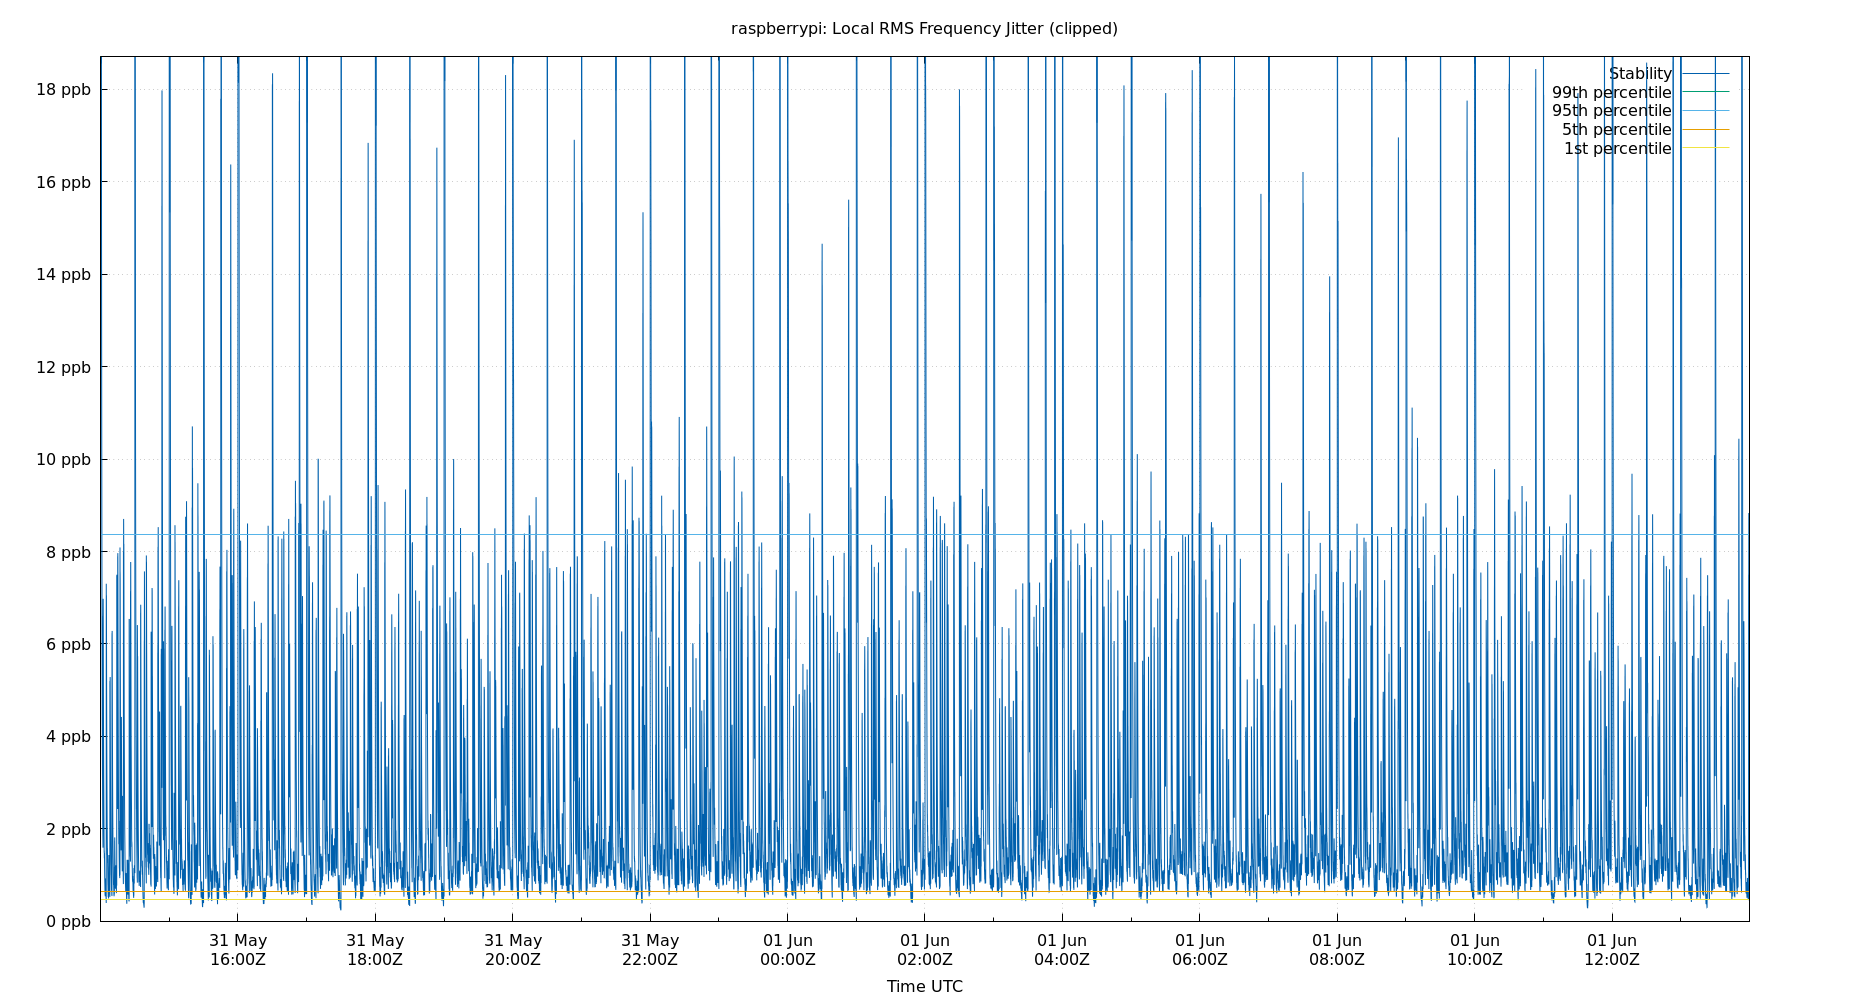 raspberrypi: Local RMS Frequency Jitter (clipped)
18 ppb
16 ppb
14 ppb
12 ppb
10 ppb
8 ppb
6 ppb
4 ppb
2 ppb
0 ppb
Stability
99th percentile
95th percentile
5th percentile
1st percentile
31 May 31 May 31 May 31 May 01 Jun 01 Jun 01 Jun 01 Jun 01 Jun 01 Jun 01 Jun
16:00Z 18:00Z 20:00Z 22:00Z 00:00Z 02:00Z 04:00Z 06:00Z 08:00Z 10:00Z 12:00Z
Time UTC